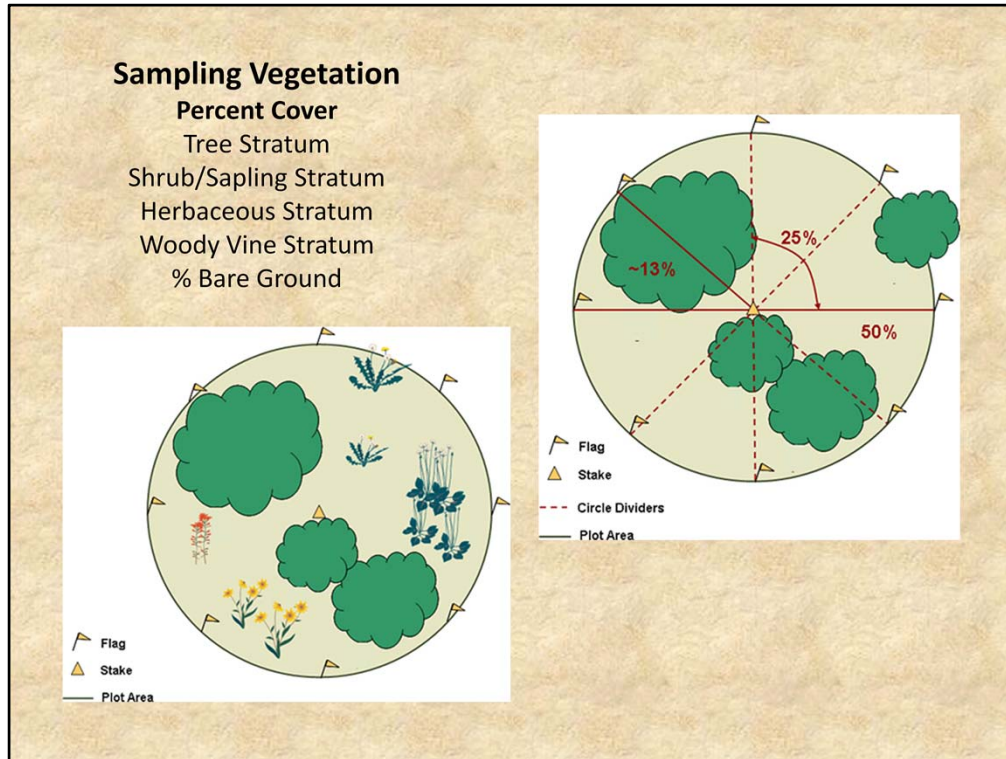 Sampling Vegetation
Percent Cover
Tree Stratum
Shrub/Sapling Stratum
Herbaceous Stratum
Woody Vine Stratum
% Bare Ground
Flag
Stake
Plot Area
25%
~13%
50%
Flag
Stake
Circle Dividers
Plot Area